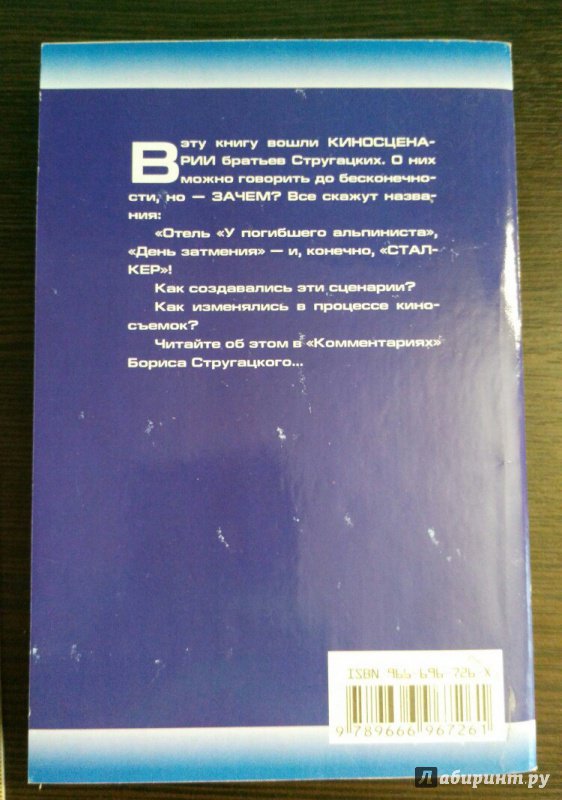 В эту книгу вошли КИНОСЦЕНА-
РИИ братьев Стругацких. О них
можно говорить до бесконечно-
сти, но — ЗАЧЕМ? Все скажут назва-
ния:
«Отель «У погибшего альпиниста»,
«День затмения» — и, конечно, «СТАЛ-
КЕР»!
Как создавались эти сценарии?
Как изменялись в процессе кино-
съемок?
Читайте об этом в «Комментариях»
Бориса Стругацкого...
ISBN 966 696 726 X
9 789666 967261
Лабиринт.ру